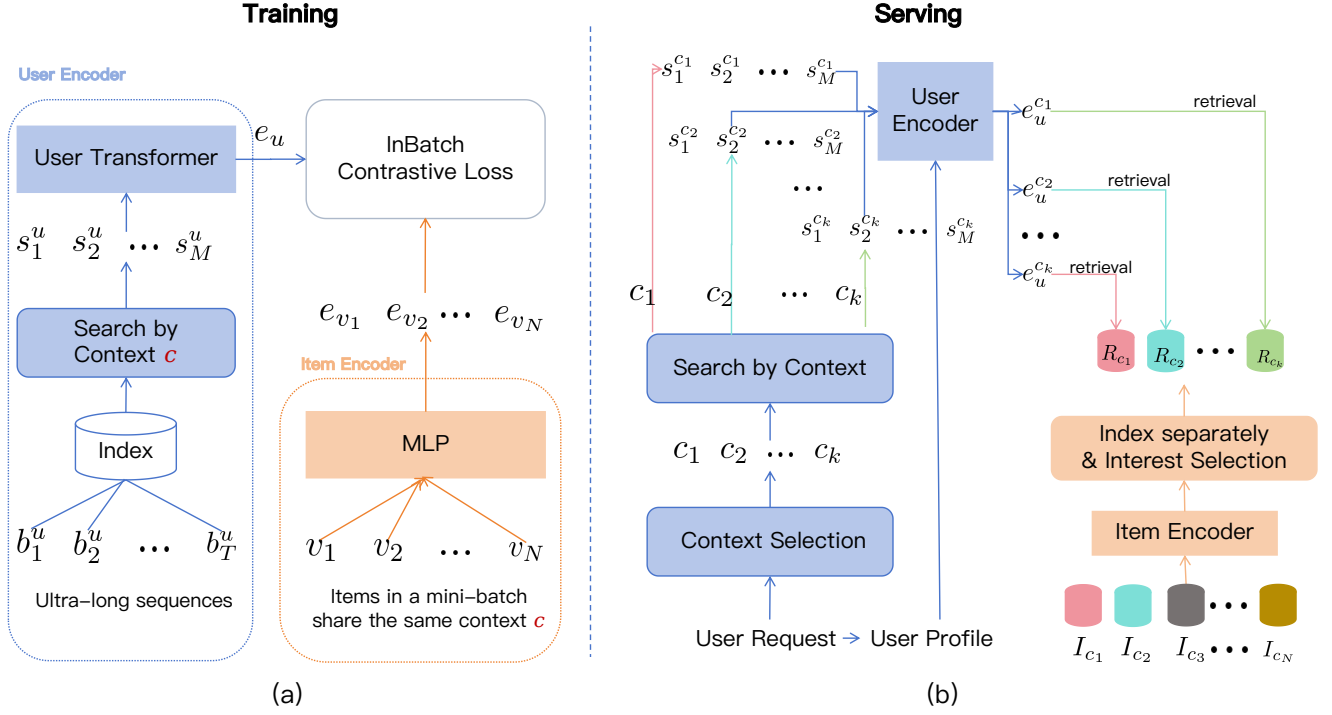 Training
User Encoder
User Transformer
e_u
InBatch
Contrastive Loss
s_1^u s_2^u ... s_M^u
Search by
Context c
e_{v_1} e_{v_2} ... e_{v_N}
Item Encoder
Index
MLP
b_1^u b_2^u ... b_T^u
v_1 v_2 ... v_N
Ultra-long sequences
Items in a mini-batch
share the same context c
(a)
Serving
s_1^{c_1} s_2^{c_1} ... s_M^{c_1}
s_1^{c_2} s_2^{c_2} ... s_M^{c_2}
...
s_1^{c_k} s_2^{c_k} ... s_M^{c_k}
User
Encoder
e_u^{c_1}
retrieval
e_u^{c_2}
retrieval
...
e_u^{c_k}
retrieval
c_1 c_2 ... c_k
Search by Context
R_{c_1} R_{c_2} ... R_{c_k}
c_1 c_2 ... c_k
Index separately
& Interest Selection
Context Selection
Item Encoder
User Request
User Profile
I_{c_1} I_{c_2} I_{c_3} ... I_{c_N}
(b)